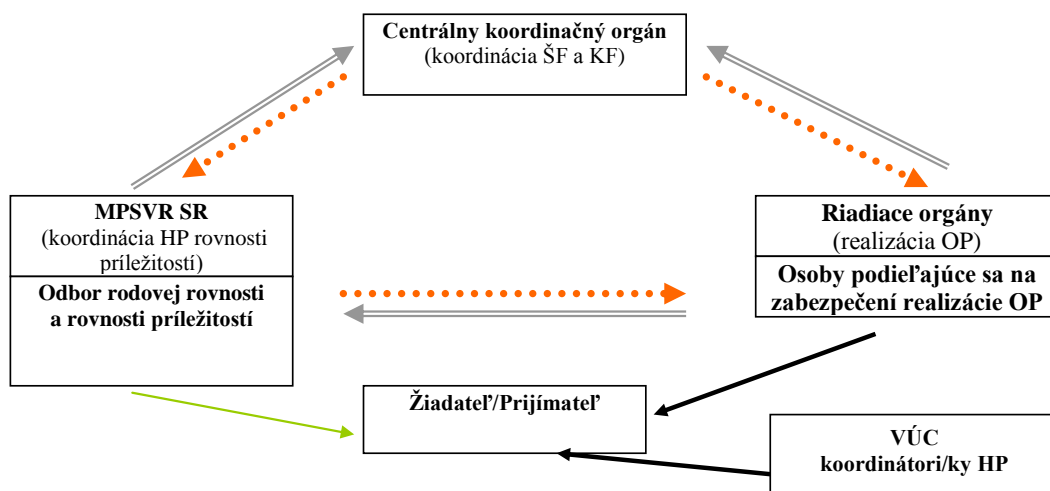 Centrálny koordinačný orgán
(koordinácia ŠF a KF)
MPSVR SR
(koordinácia HP rovnosti
príležitostí)
Odbor rodovej rovnosti
a rovnosti príležitostí
Riadiace orgány
(realizácia OP)
Osoby podieľajúce sa na
zabezpečení realizácie OP
Žiadateľ/Prijímateľ
VÚC
koordinátori/ky HP